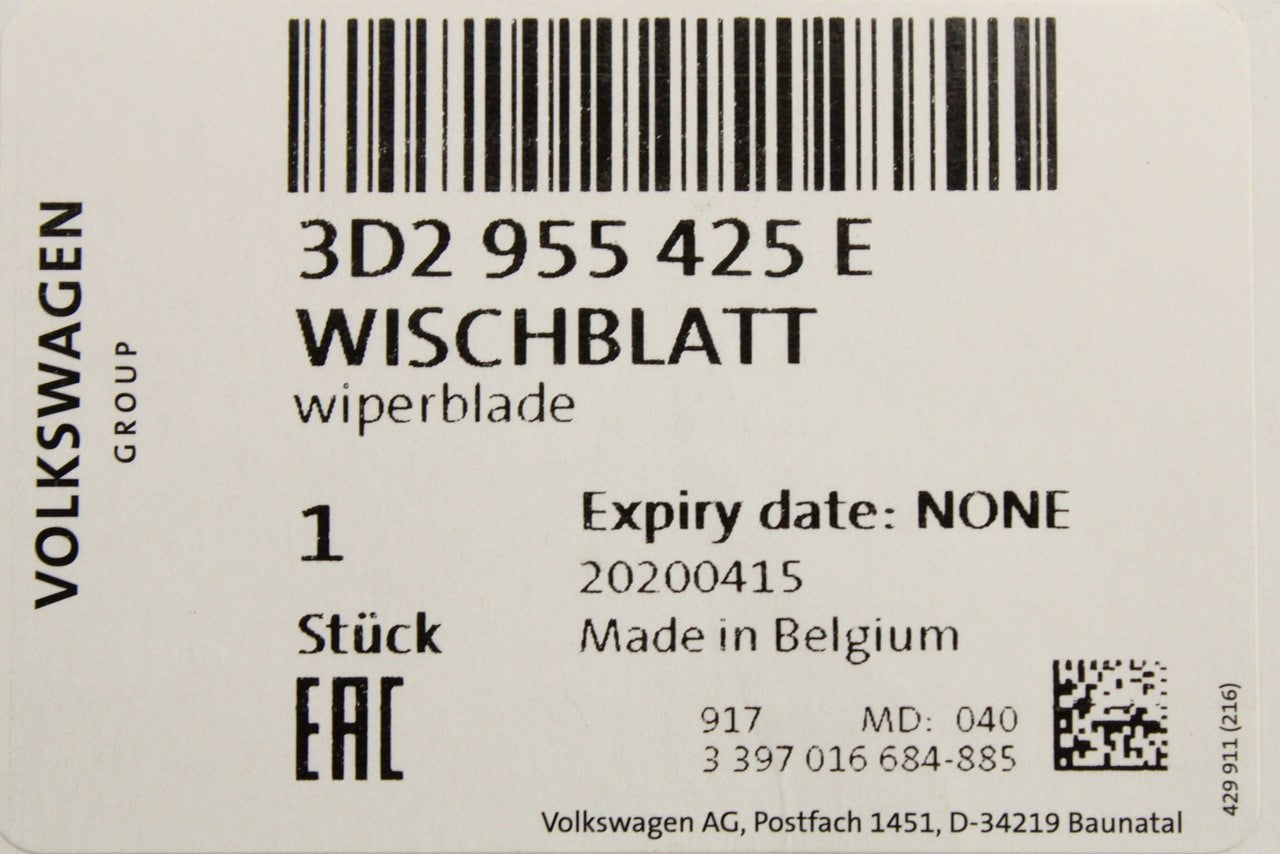 VOLKSWAGEN
GROUP
3D2 955 425 E
WISCHBLATT
wiperblade
1
Stück
EAC
Expiry date: NONE
20200415
Made in Belgium
917 MD: 040
3 397 016 684-885
429 911 (216)
Volkswagen AG, Postfach 1451, D-34219 Baunatal